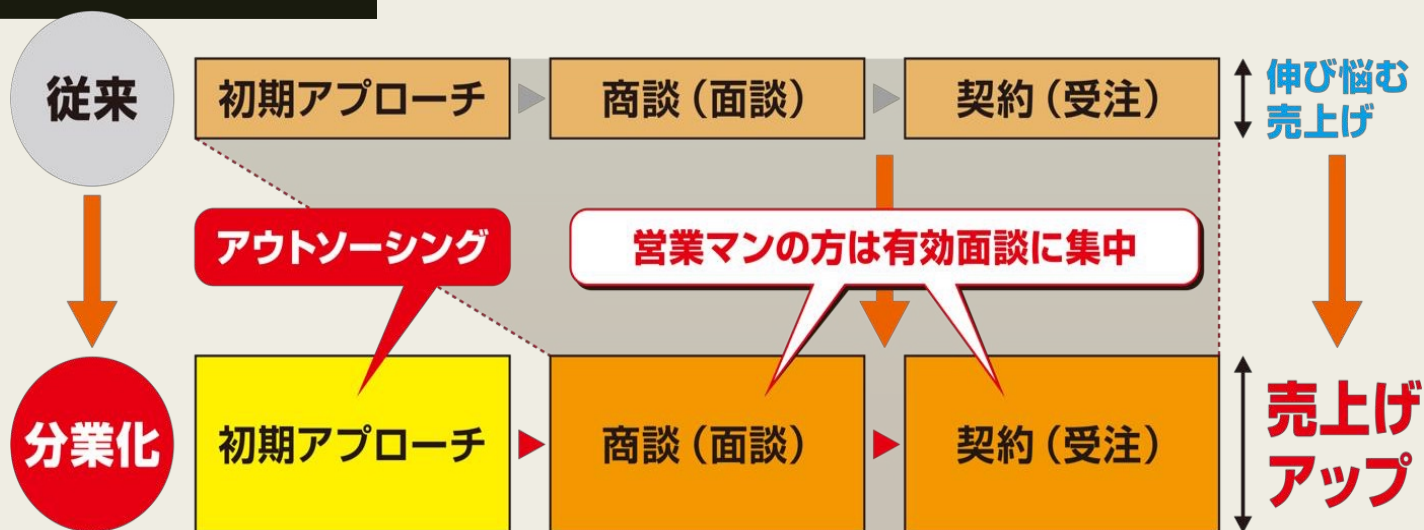 従来
初期アプローチ
商談（面談）
契約（受注）
伸び悩む
売上げ
アウトソーシング
営業マンの方は有効面談に集中
分業化
初期アプローチ
商談（面談）
契約（受注）
売上げ
アップ